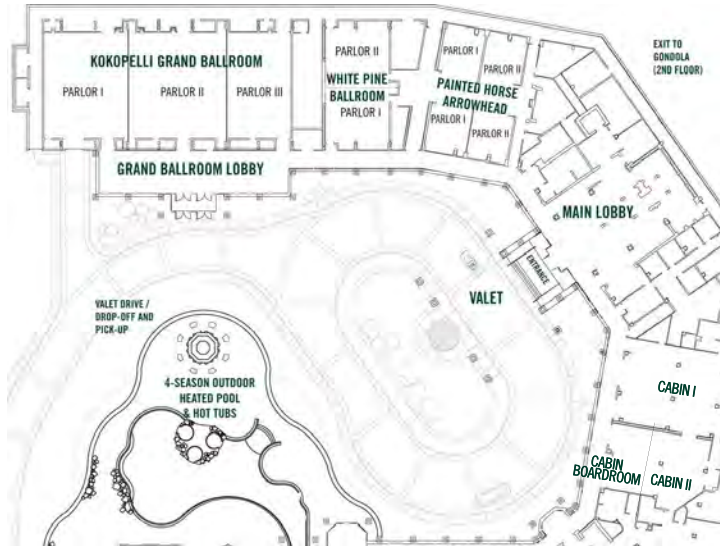 KOKOPELLI GRAND BALLROOM
PARLOR I
PARLOR II
PARLOR III
GRAND BALLROOM LOBBY
PARLOR II
WHITE PINE
BALLROOM
PARLOR I
PARLOR I
PARLOR II
PAINTED HORSE
ARROWHEAD
PARLOR I
PARLOR II
EXIT TO
GONDOLA
(2ND FLOOR)
MAIN LOBBY
ENTRANCE
VALET
VALET DRIVE /
DROP-OFF AND
PICK-UP
4-SEASON OUTDOOR
HEATED POOL
& HOT TUBS
CABIN I
CABIN
BOARDROOM
CABIN II